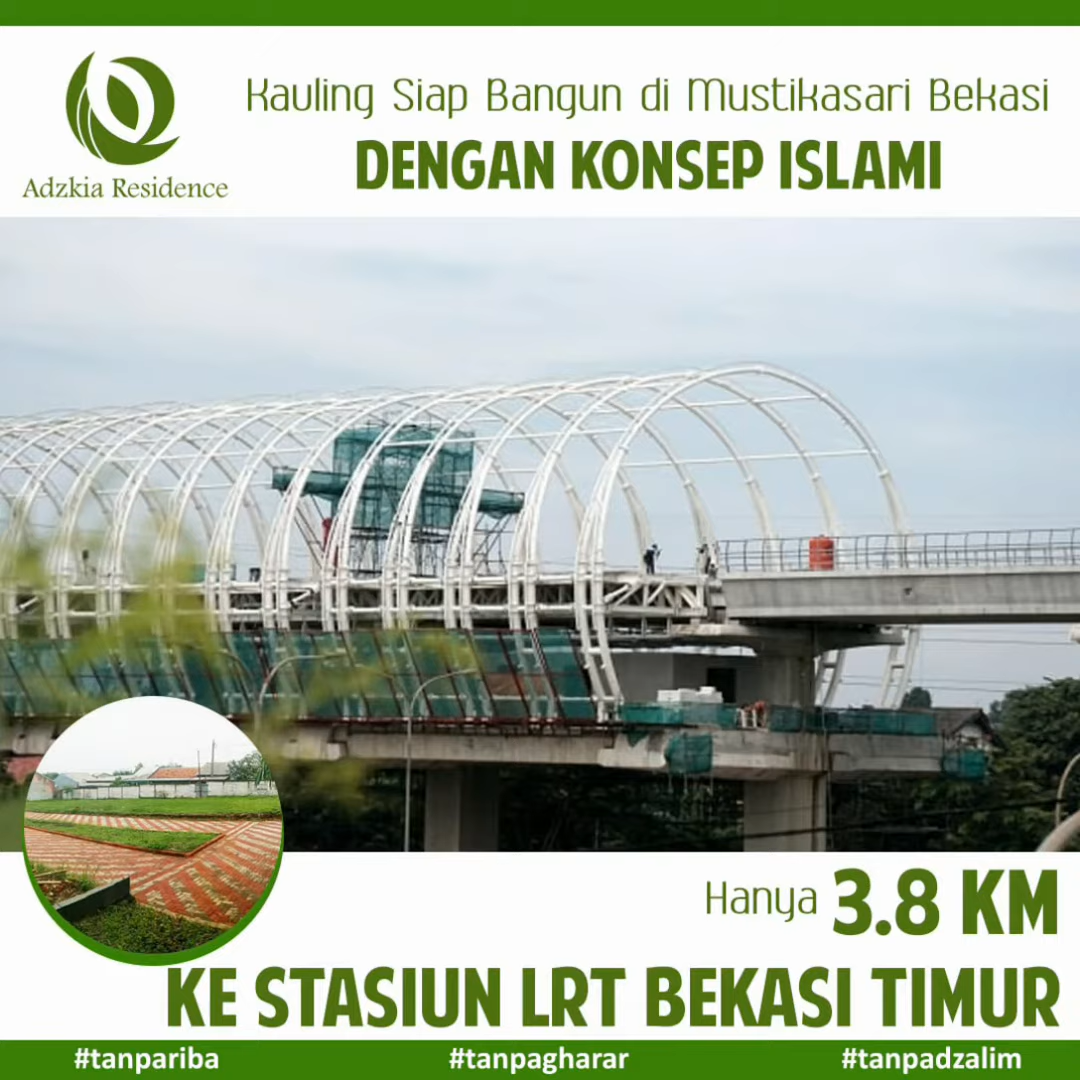 Adzkia Residence
Kauling Siap Bangun di Mustikasari Bekasi
DENGAN KONSEP ISLAMI
Hanya 3.8 KM
KE STASIUN LRT BEKASI TIMUR
#tanpariba #tanpagharar #tanpadzalim